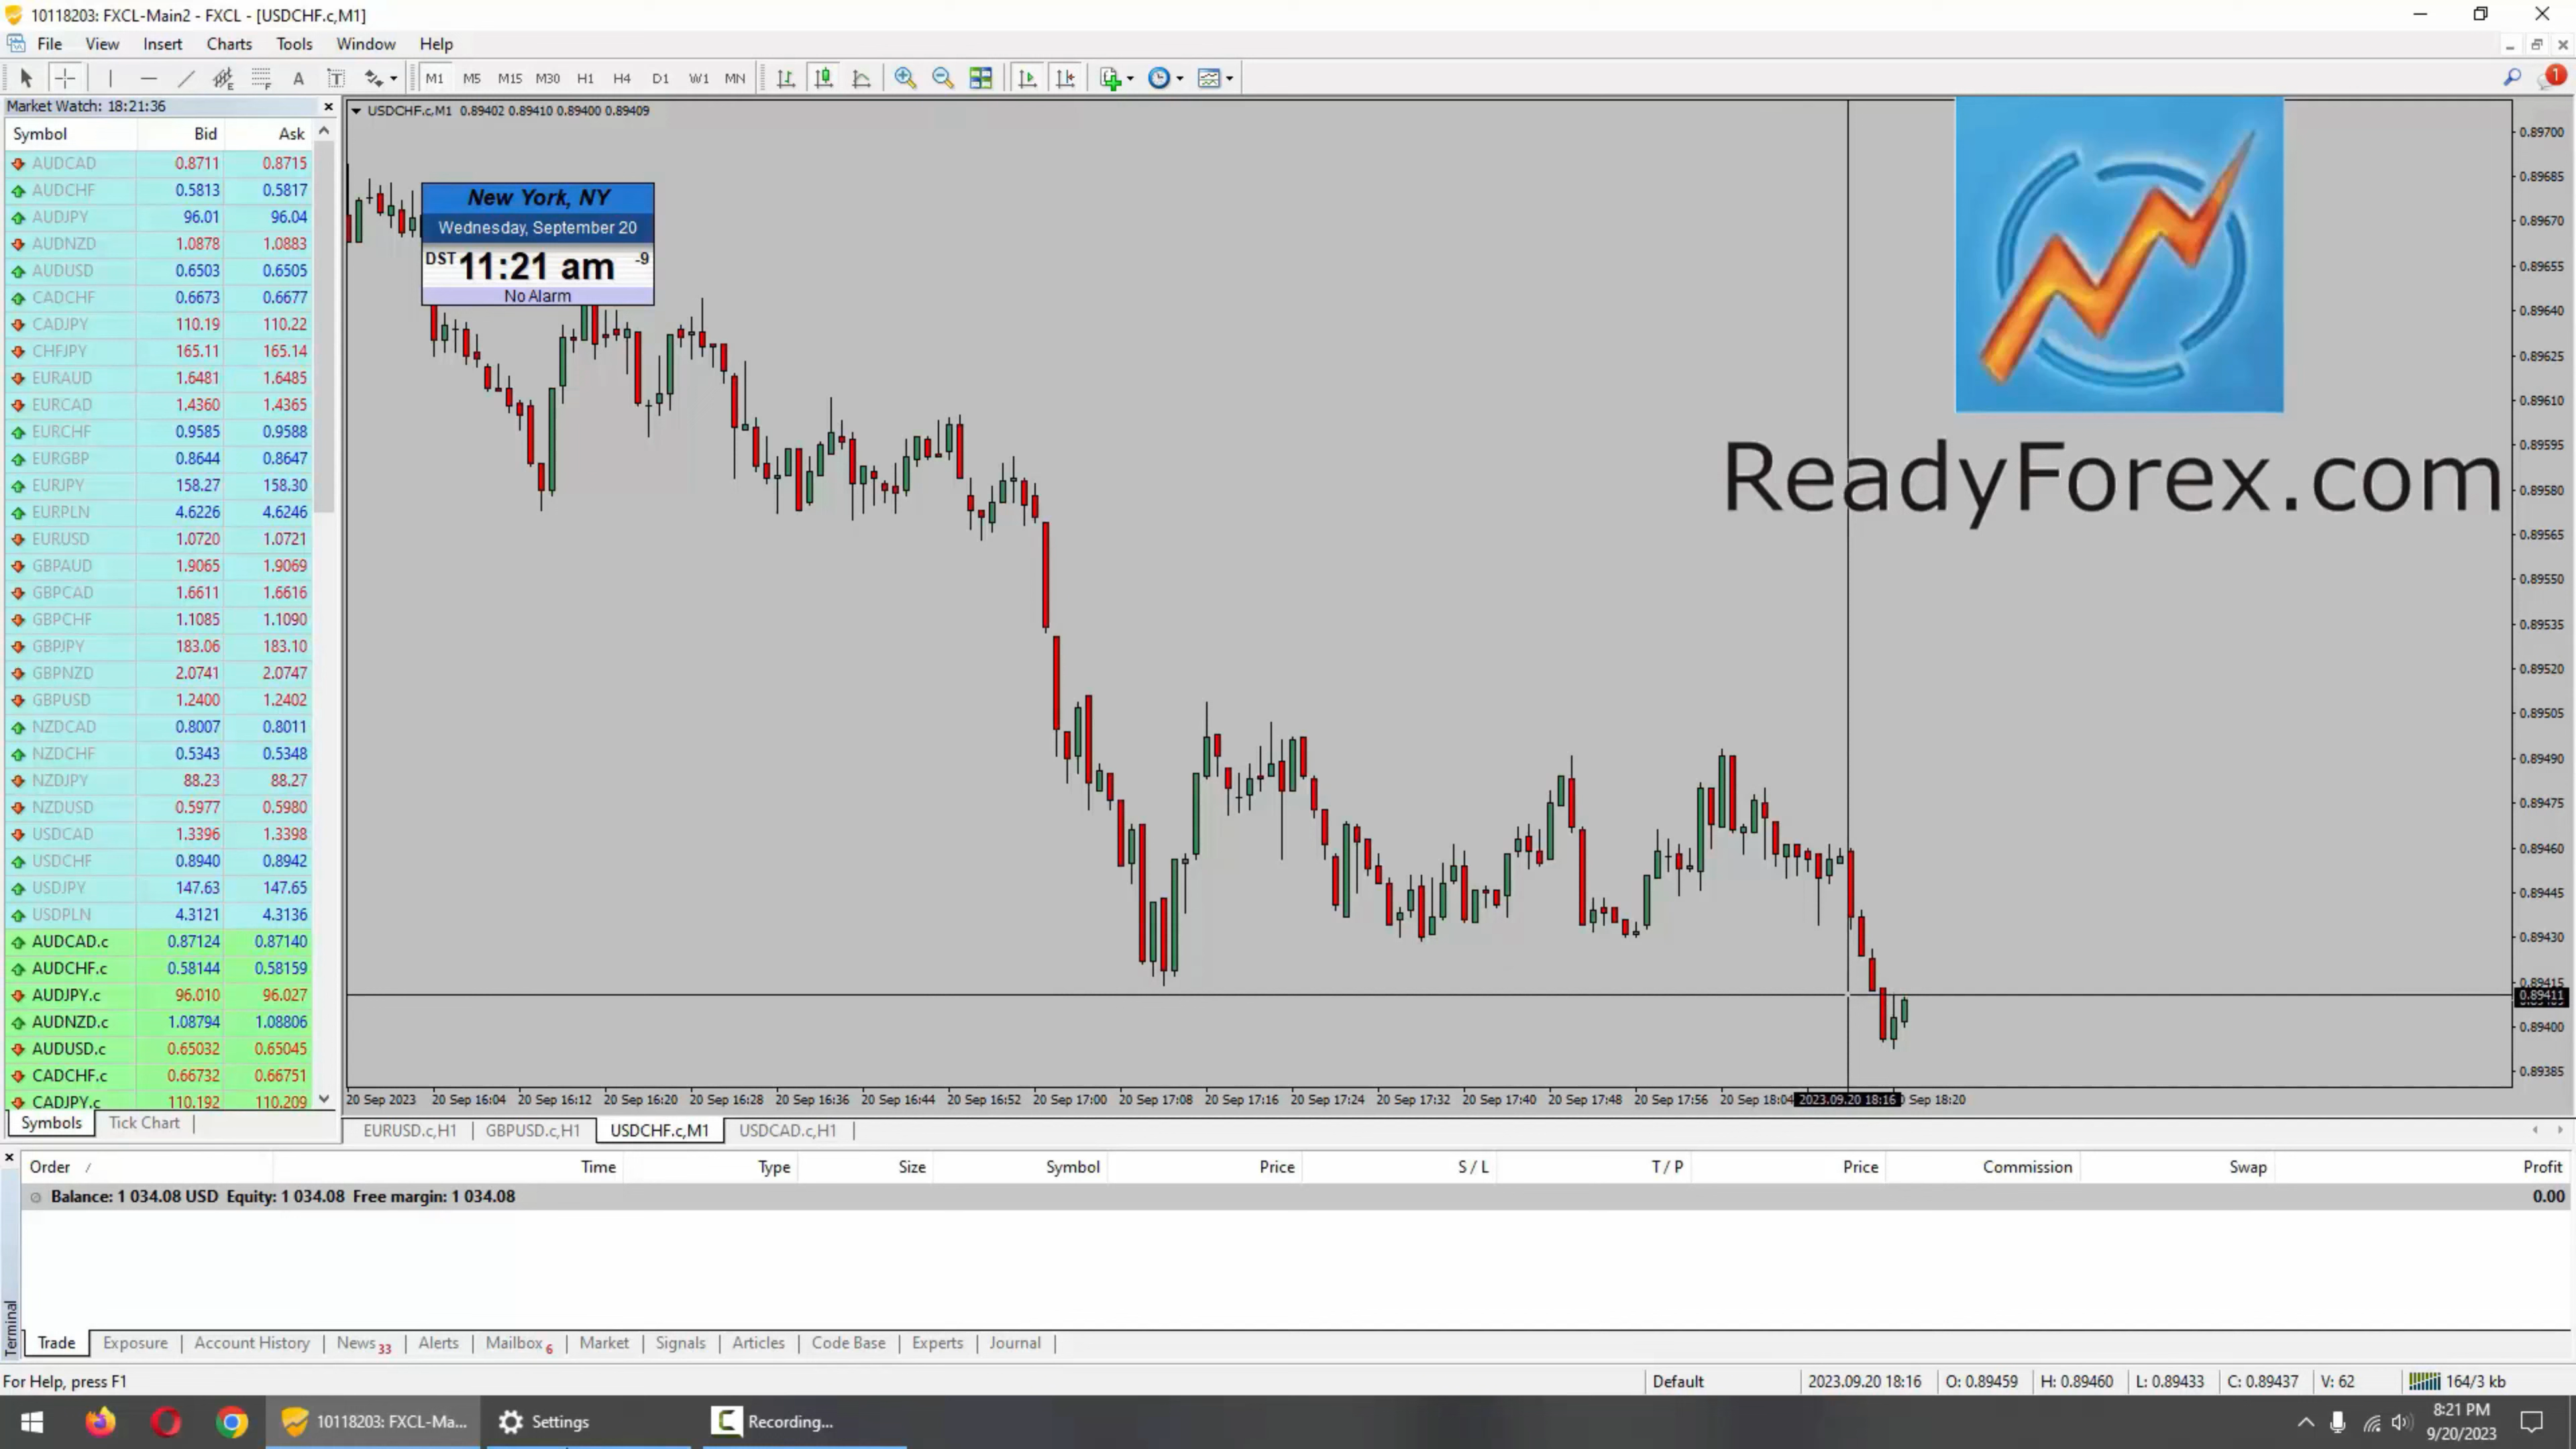 10118203: FXCL-Main2 - FXCL - [USDCHF.c,M1]
File View Insert Charts Tools Window Help
M1 M5 M15 M30 H1 H4 D1 W1 MN
1
Market Watch: 18:21:36
Symbol Bid Ask
AUDCAD 0.8711 0.8715
AUDCHF 0.5813 0.5817
AUDJPY 96.01 96.04
AUDNZD 1.0878 1.0883
AUDUSD 0.6503 0.6505
CADCHF 0.6673 0.6677
CADJPY 110.19 110.22
CHFJPY 165.11 165.14
EURAUD 1.6481 1.6485
EURCAD 1.4360 1.4365
EURCHF 0.9585 0.9588
EURGBP 0.8644 0.8647
EURJPY 158.27 158.30
EURPLN 4.6226 4.6246
EURUSD 1.0720 1.0721
GBPAUD 1.9065 1.9069
GBPCAD 1.6611 1.6616
GBPCHF 1.1085 1.1090
GBPJPY 183.06 183.10
GBPNZD 2.0741 2.0747
GBPUSD 1.2400 1.2402
NZDCAD 0.8007 0.8011
NZDCHF 0.5343 0.5348
NZDJPY 88.23 88.27
NZDUSD 0.5977 0.5980
USDCAD 1.3396 1.3398
USDCHF 0.8940 0.8942
USDJPY 147.63 147.65
USDPLN 4.3121 4.3136
AUDCAD.c 0.87124 0.87140
AUDCHF.c 0.58144 0.58159
AUDJPY.c 96.010 96.027
AUDNZD.c 1.08794 1.08806
AUDUSD.c 0.65032 0.65045
CADCHF.c 0.66732 0.66751
CADJPY.c 110.192 110.209
Symbols Tick Chart
USDCHF.c,M1 0.89402 0.89410 0.89400 0.89409
New York, NY
Wednesday, September 20
DST 11:21 am -9
No Alarm
ReadyForex.com
0.89700
0.89685
0.89670
0.89655
0.89640
0.89625
0.89610
0.89595
0.89580
0.89565
0.89550
0.89535
0.89520
0.89505
0.89490
0.89475
0.89460
0.89445
0.89430
0.89415
0.89411
0.89400
0.89385
20 Sep 2023 20 Sep 16:04 20 Sep 16:12 20 Sep 16:20 20 Sep 16:28 20 Sep 16:36 20 Sep 16:44 20 Sep 16:52 20 Sep 17:00 20 Sep 17:08 20 Sep 17:16 20 Sep 17:24 20 Sep 17:32 20 Sep 17:40 20 Sep 17:48 20 Sep 17:56 20 Sep 18:04 2023.09.20 18:16 Sep 18:20
EURUSD.c,H1 GBPUSD.c,H1 USDCHF.c,M1 USDCAD.c,H1
Order / Time Type Size Symbol Price S / L T / P Price Commission Swap Profit
Balance: 1 034.08 USD Equity: 1 034.08 Free margin: 1 034.08 0.00
Terminal
Trade Exposure Account History News 33 Alerts Mailbox 6 Market Signals Articles Code Base Experts Journal
For Help, press F1 Default 2023.09.20 18:16 O: 0.89459 H: 0.89460 L: 0.89433 C: 0.89437 V: 62 164/3 kb
10118203: FXCL-Ma... Settings Recording... 8:21 PM
9/20/2023